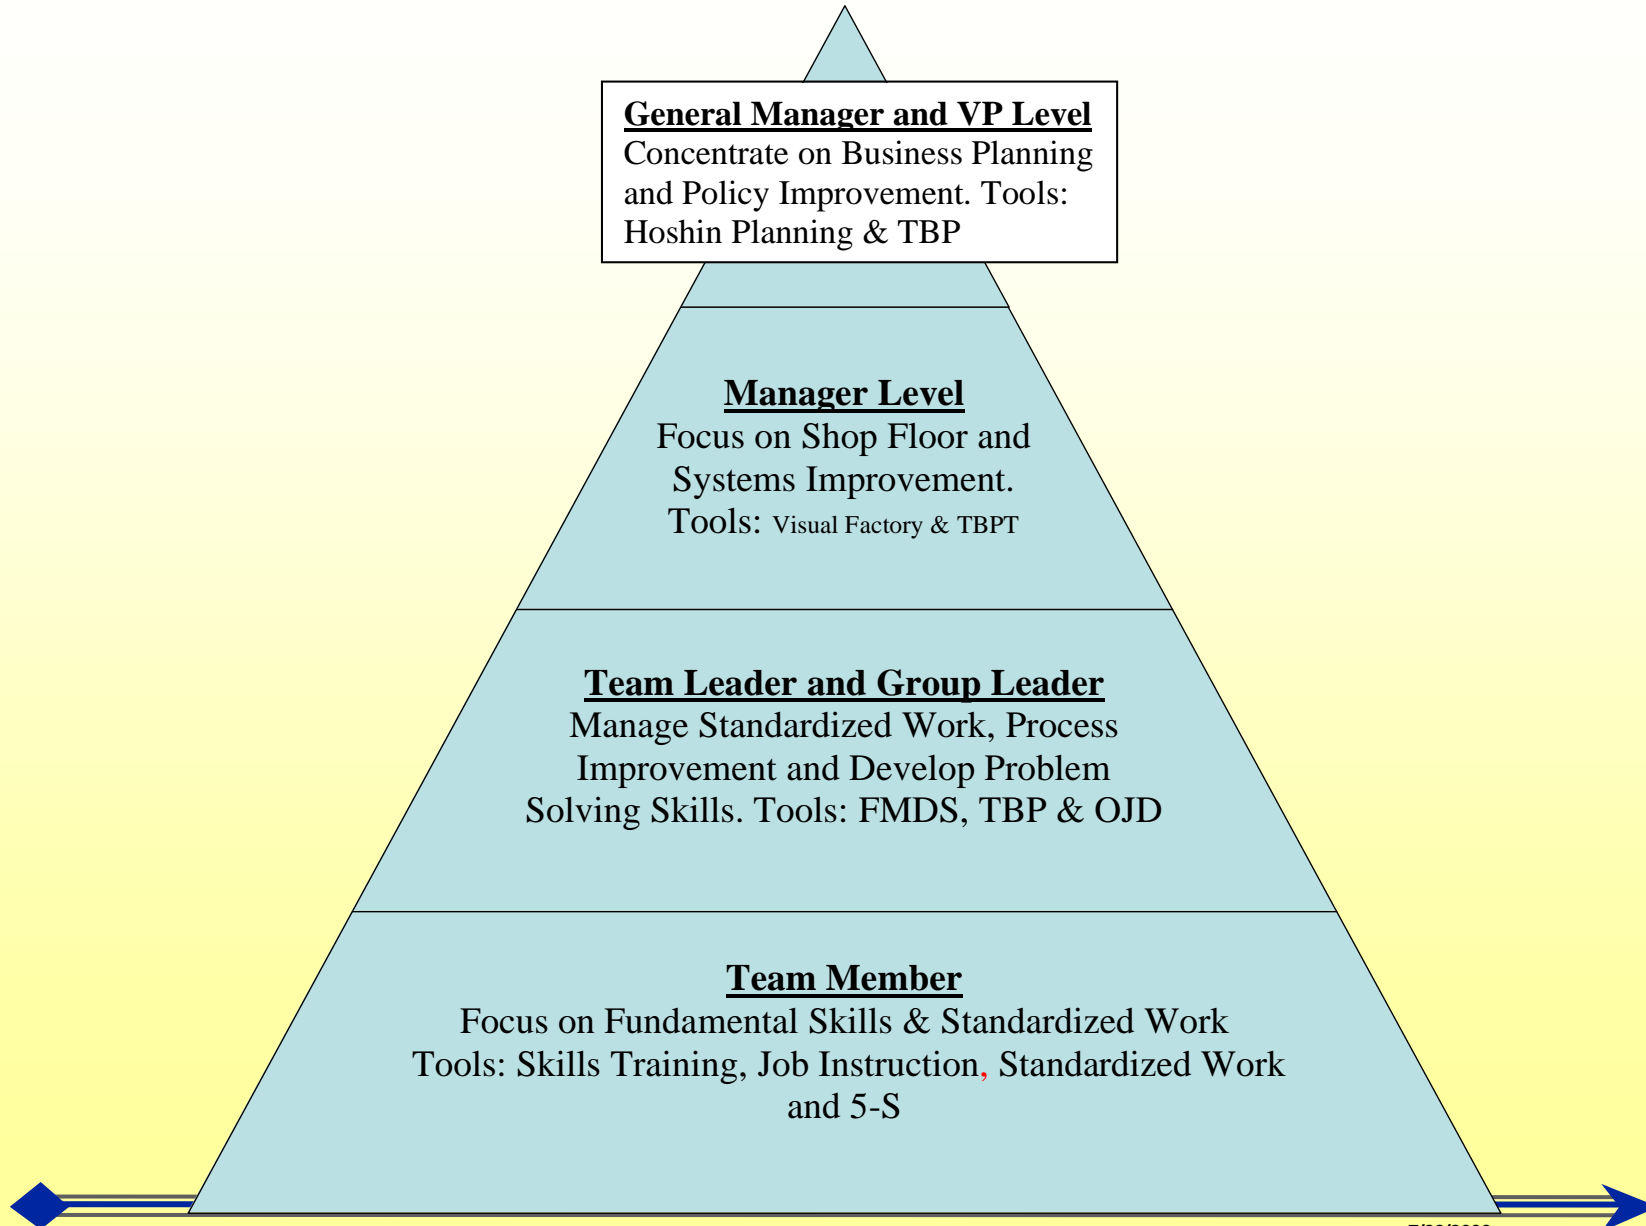 General Manager and VP Level
Concentrate on Business Planning
and Policy Improvement. Tools:
Hoshin Planning & TBP
Manager Level
Focus on Shop Floor and
Systems Improvement.
Tools: Visual Factory & TBPT
Team Leader and Group Leader
Manage Standardized Work, Process
Improvement and Develop Problem
Solving Skills. Tools: FMDS, TBP & OJD
Team Member
Focus on Fundamental Skills & Standardized Work
Tools: Skills Training, Job Instruction, Standardized Work
and 5-S